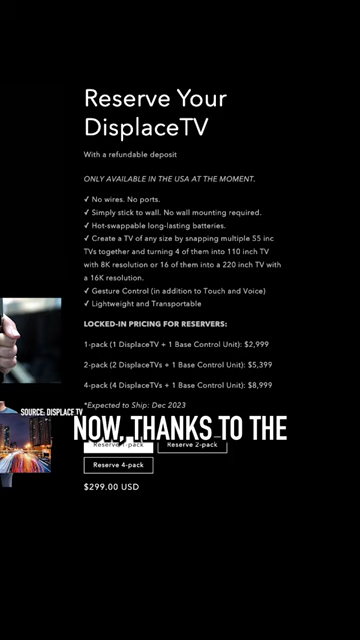 Reserve Your
DisplaceTV
With a refundable deposit
ONLY AVAILABLE IN THE USA AT THE MOMENT.
✓ No wires. No ports.
✓ Simply stick to wall. No wall mounting required.
✓ Hot-swappable long-lasting batteries.
✓ Create a TV of any size by snapping multiple 55 inc
TVs together and turning 4 of them into 110 inch TV
with 8K resolution or 16 of them into a 220 inch TV with
a 16K resolution.
✓ Gesture Control (in addition to Touch and Voice)
✓ Lightweight and Transportable
LOCKED-IN PRICING FOR RESERVERS:
1-pack (1 DisplaceTV + 1 Base Control Unit): $2,999
2-pack (2 DisplaceTVs + 1 Base Control Unit): $5,399
4-pack (4 DisplaceTVs + 1 Base Control Unit): $8,999
*Expected to Ship: Dec 2023
SOURCE: DISPLACE TV
NOW, THANKS TO THE
Reserve 1-pack
Reserve 2-pack
Reserve 4-pack
$299.00 USD